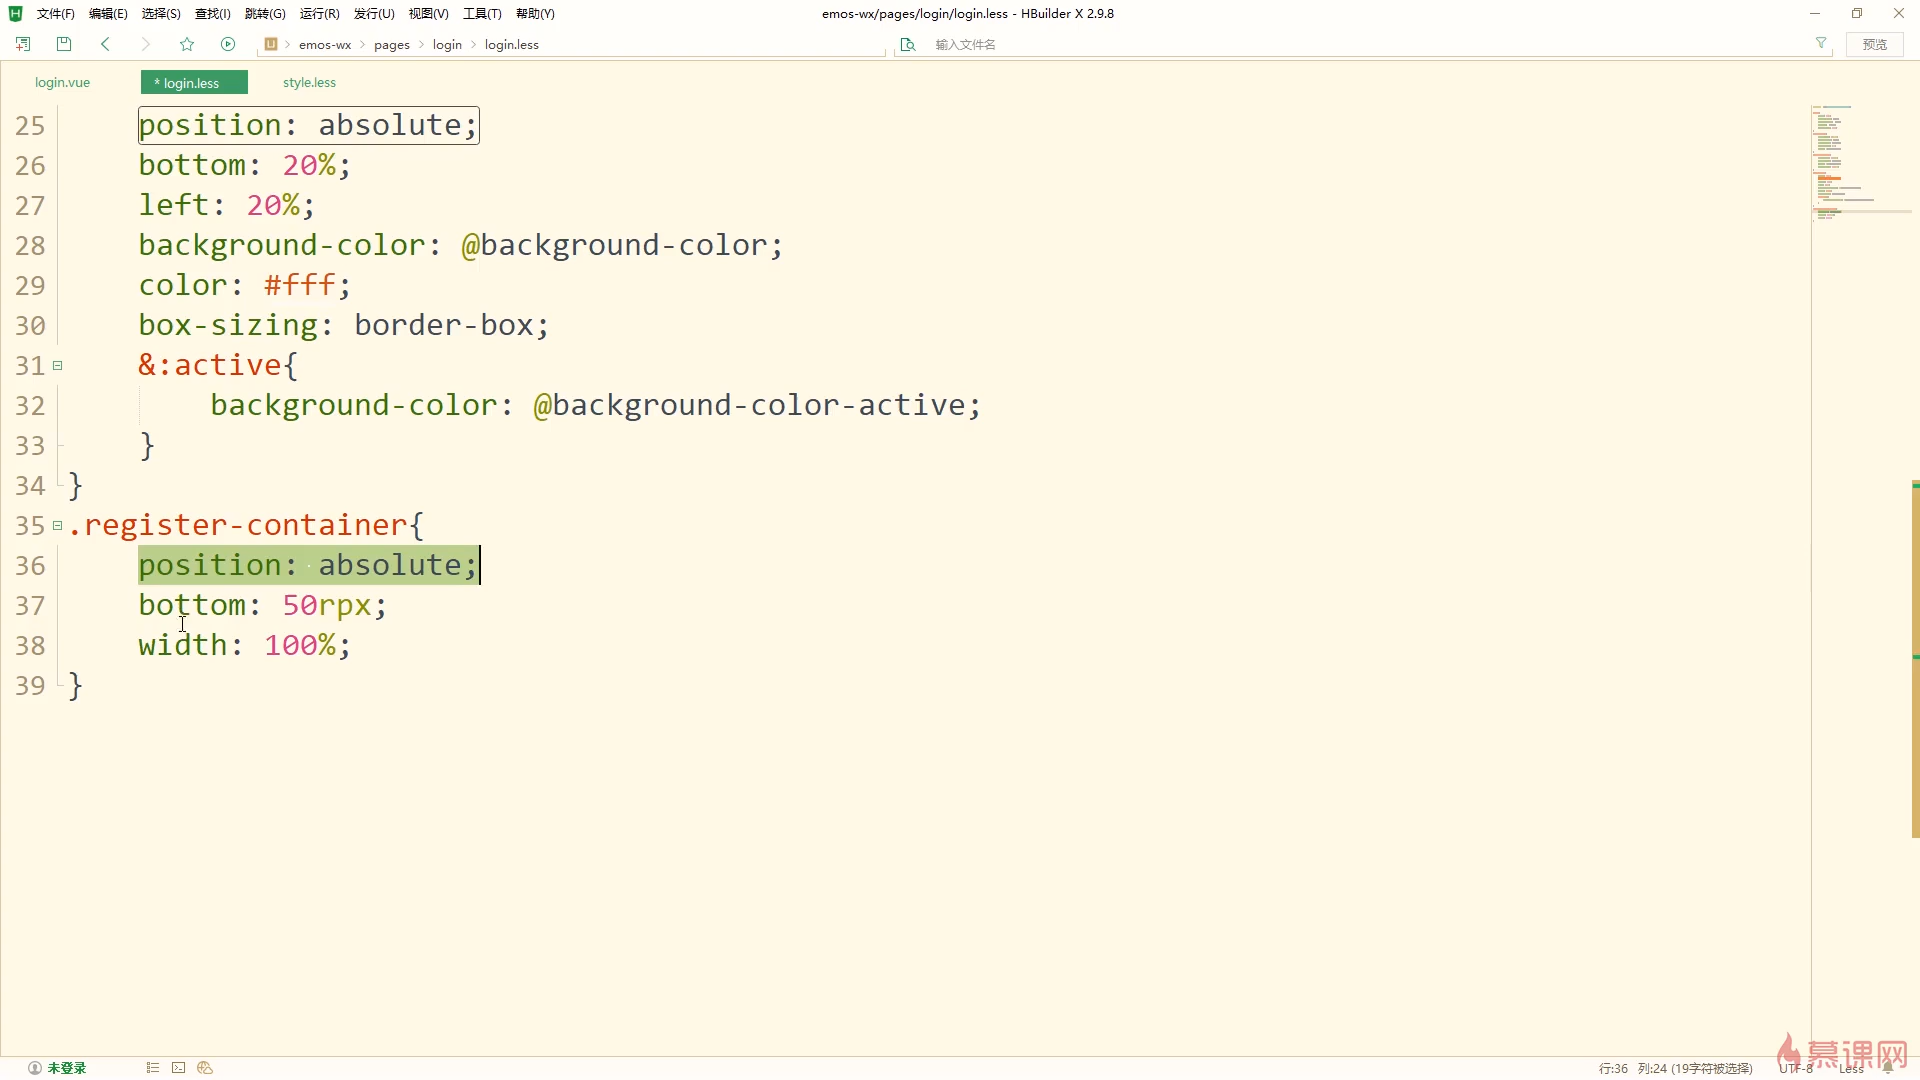 文件(F) 编辑(E) 选择(S) 查找(I) 跳转(G) 运行(R) 发行(U) 视图(V) 工具(T) 帮助(Y) emos-wx/pages/login/login.less - HBuilder X 2.9.8
emos-wx pages login login.less 输入文件名 预览
login.vue * login.less style.less
25 position: absolute;
26 bottom: 20%;
27 left: 20%;
28 background-color: @background-color;
29 color: #fff;
30 box-sizing: border-box;
31 &:active{
32 background-color: @background-color-active;
33 }
34 }
35 .register-container{
36 position: absolute;
37 bottom: 50rpx;
38 width: 100%;
39 }
未登录 行:36 列:24 (19字符被选择) UTF-8 Less
慕课网